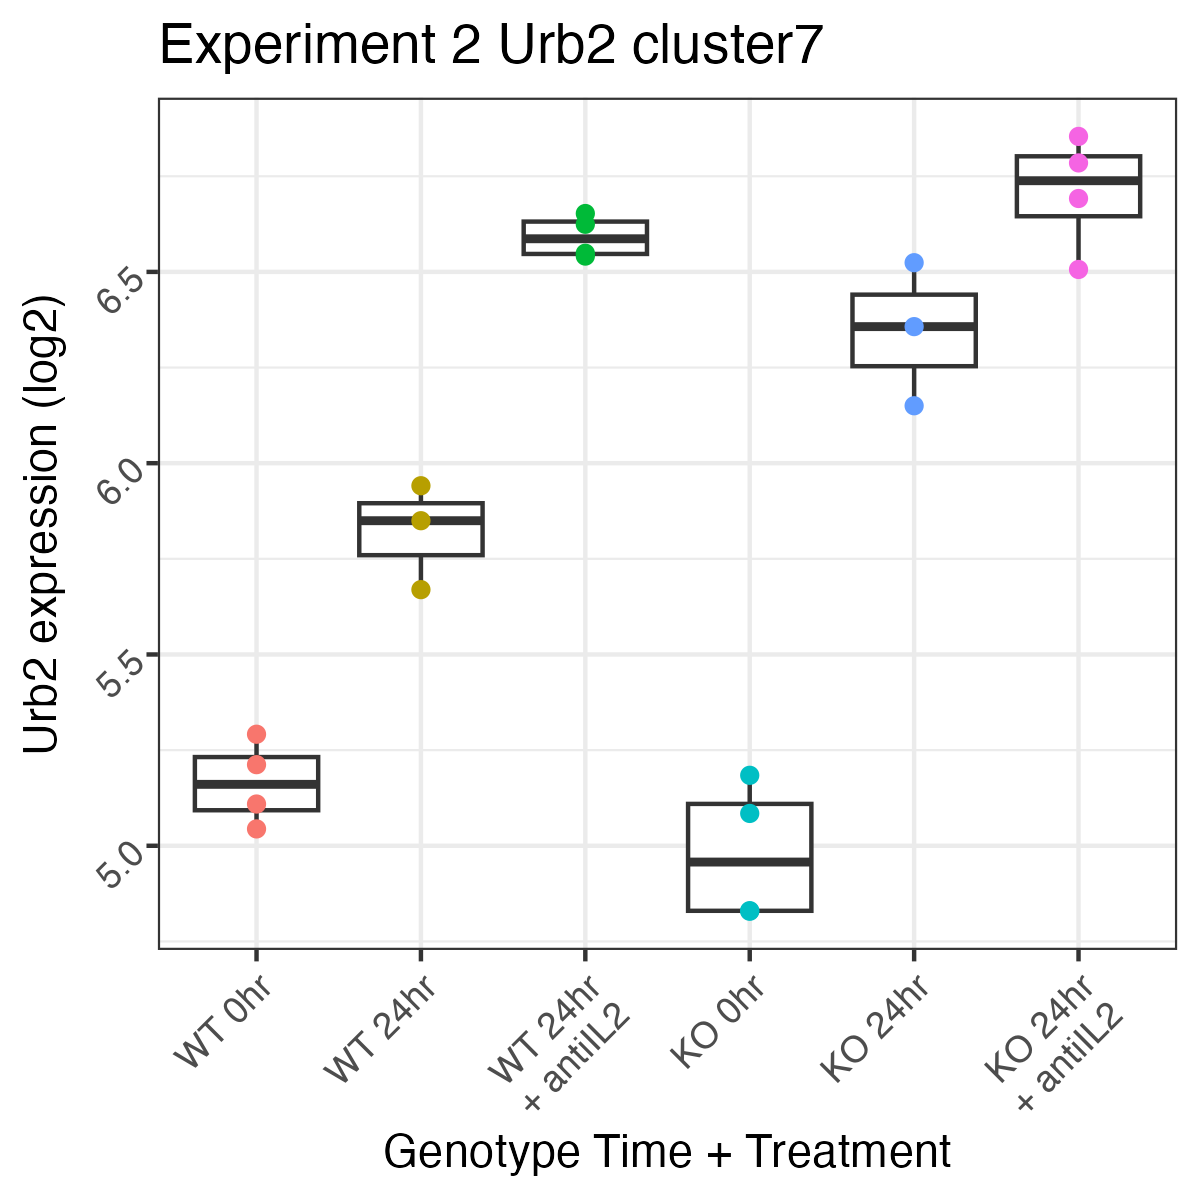 Experiment 2 Urb2 cluster7
Urb2 expression (log2)
6.5
6.0
5.5
5.0
WT 0hr
WT 24hr
WT 24hr
+ antiIL2
KO 0hr
KO 24hr
KO 24hr
+ antiIL2
Genotype Time + Treatment